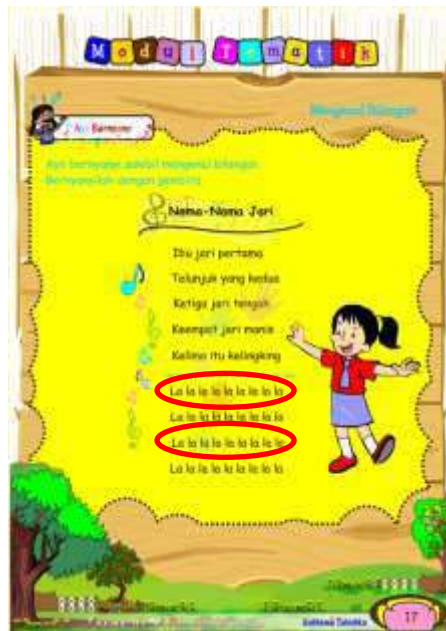 Modul Tematik
Mengenal Bilangan
Ayo Bernyanyi
Ayo bernyanyi sambil mengenal bilangan
Bernyanyilah dengan gembira
Nama-Nama Jari
Ibu jari pertama
Telunjuk yang kedua
Ketiga jari tengah
Keempat jari manis
Kelima itu kelingking
La la la la la la la la la
La la la la la la la la la
La la la la la la la la la
La la la la la la la la la
17